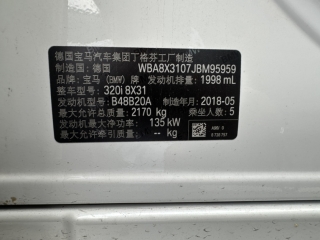 德国宝马汽车集团丁格芬工厂制造
制造国：德国 WBA8X3107JBM95959
品牌：宝马 (BMW) 牌 发动机排量：1998 mL
整车型号：320i 8X31
发动机型号：B48B20A 制造年月：2018-05
最大允许总质量：2170 kg 乘坐人数：5
发动机最大净功率：135 kW
最大允许牵引质量：-- kg